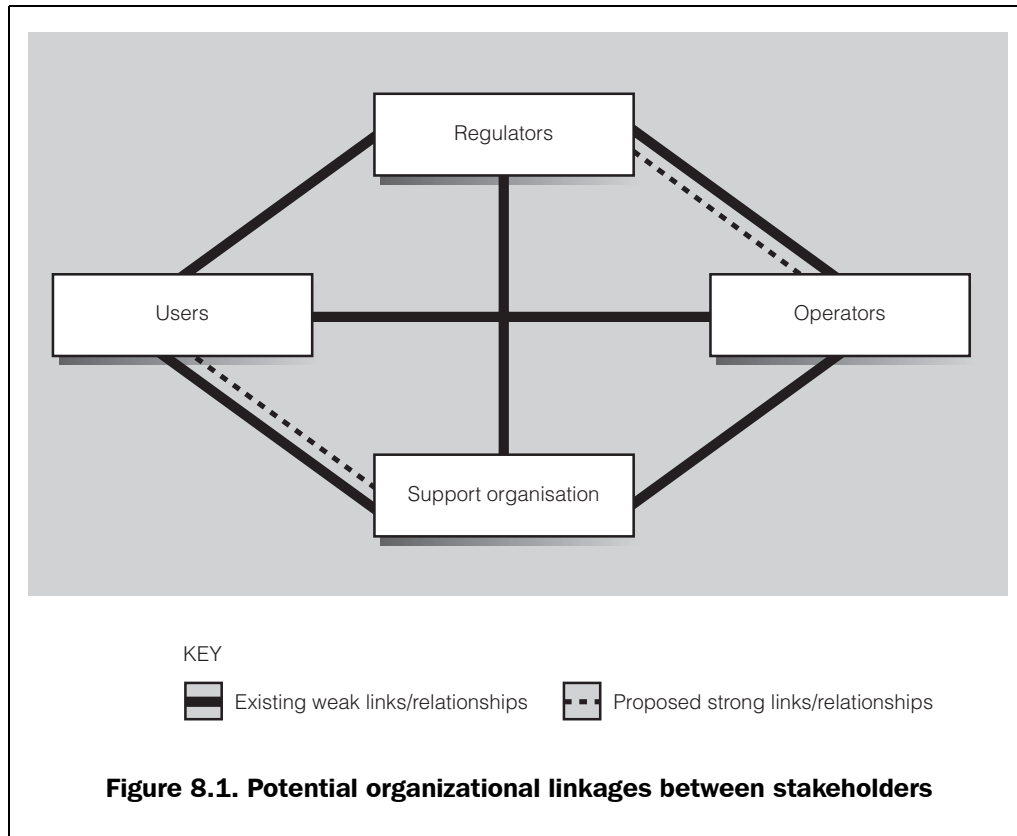 Regulators
Users
Operators
Support organisation
KEY
Existing weak links/relationships
Proposed strong links/relationships
Figure 8.1. Potential organizational linkages between stakeholders